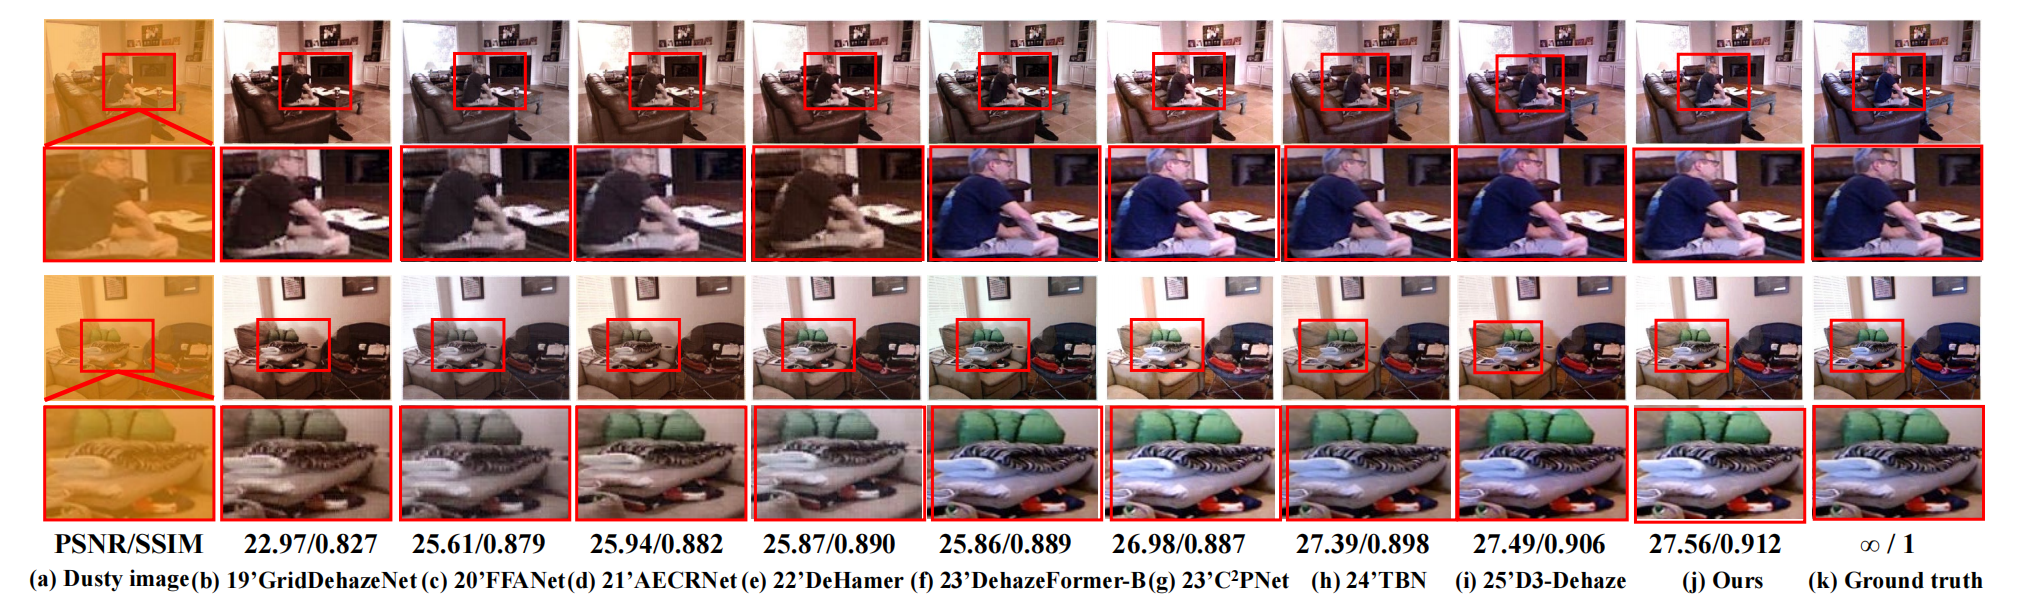 PSNR/SSIM 22.97/0.827 25.61/0.879 25.94/0.882 25.87/0.890 25.86/0.889 26.98/0.887 27.39/0.898 27.49/0.906 27.56/0.912 ∞ / 1
(a) Dusty image (b) 19’GridDehazeNet (c) 20’FFANet (d) 21’AECRNet (e) 22’DeHamer (f) 23’DehazeFormer-B (g) 23’C²PNet (h) 24’TBN (i) 25’D3-Dehaze (j) Ours (k) Ground truth